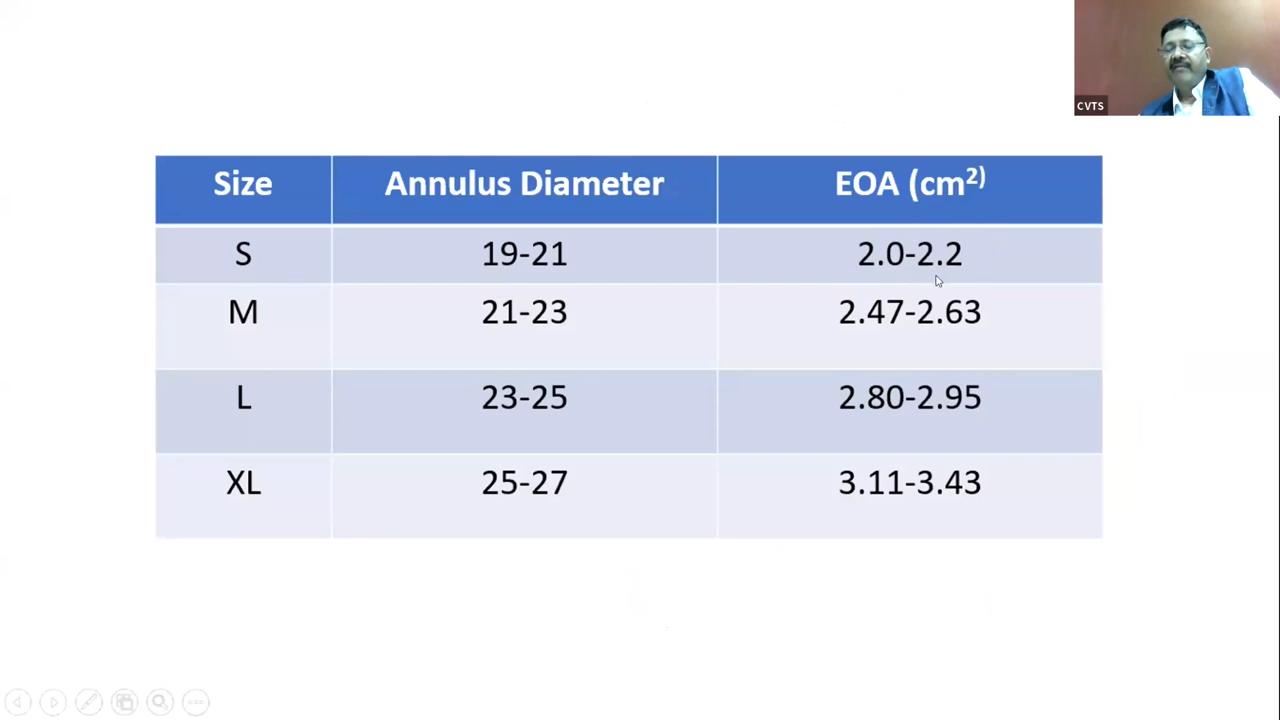 CVTS
Size Annulus Diameter EOA (cm²)
S 19-21 2.0-2.2
M 21-23 2.47-2.63
L 23-25 2.80-2.95
XL 25-27 3.11-3.43